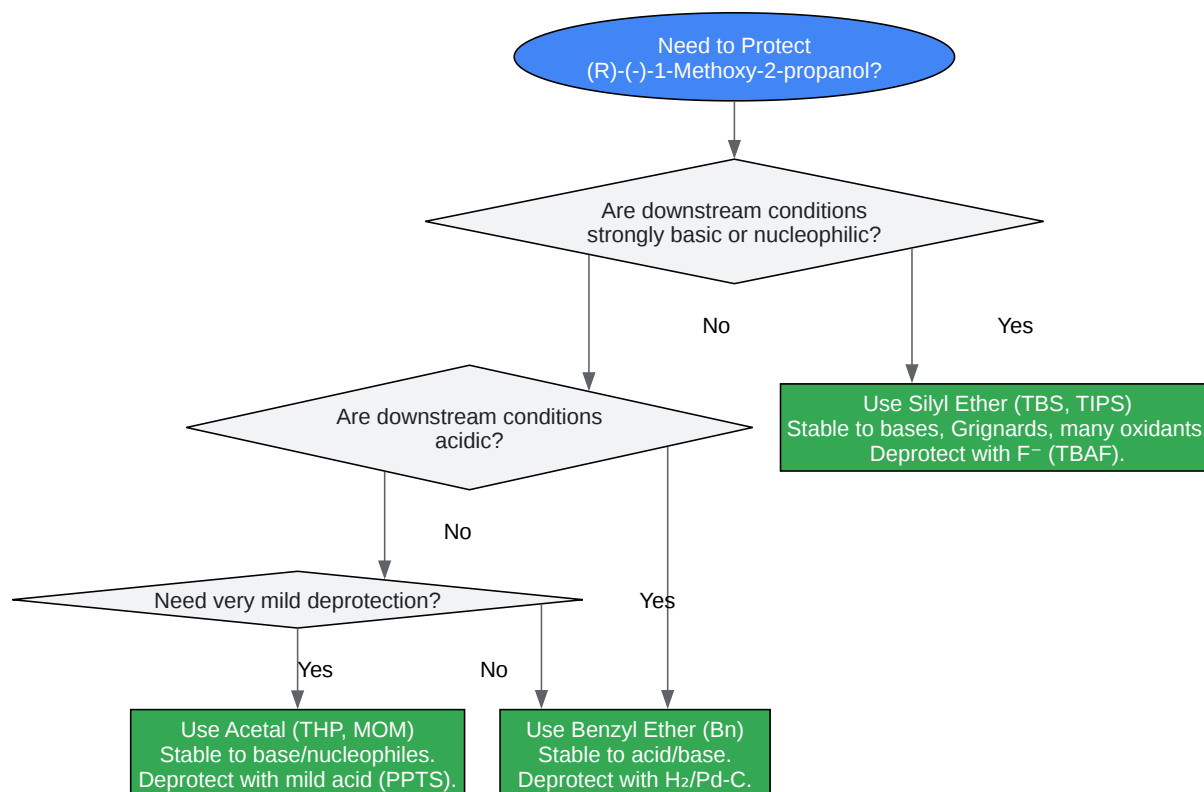 Need to Protect
(R)-(-)-1-Methoxy-2-propanol?
Are downstream conditions
strongly basic or nucleophilic?
No
Yes
Are downstream conditions
acidic?
Use Silyl Ether (TBS, TIPS)
Stable to bases, Grignards, many oxidants
Deprotect with F⁻ (TBAF).
No
Need very mild deprotection?
Yes
Yes
No
Use Acetal (THP, MOM)
Stable to base/nucleophiles.
Deprotect with mild acid (PPTS).
Use Benzyl Ether (Bn)
Stable to acid/base.
Deprotect with H₂/Pd-C.